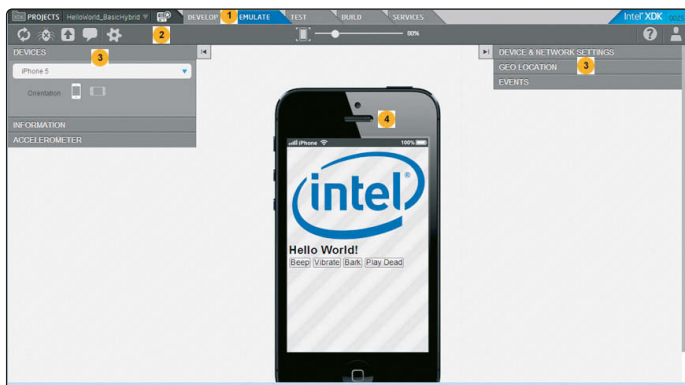 PROJECTS HelloWorld_BasicHybrid DEVELOP 1 EMULATE TEST BUILD SERVICES Intel® XDK
2 80%
DEVICES 3
iPhone 5
Orientation
INFORMATION
ACCELEROMETER
DEVICE & NETWORK SETTINGS
GEO LOCATION 3
EVENTS
4
iPhone 100%
intel®
Hello World!
Beep Vibrate Bark Play Dead